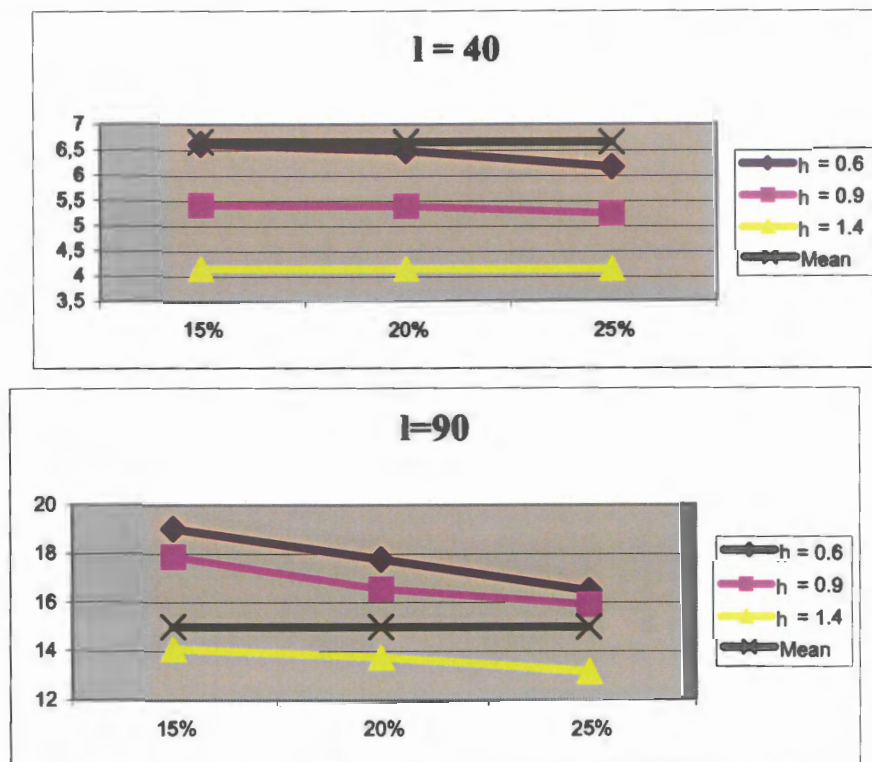 l = 40
7
6,5
6
5,5
5
4,5
4
3,5
15% 20% 25%
h = 0.6
h = 0.9
h = 1.4
Mean
l=90
20
18
16
14
12
15% 20% 25%
h = 0.6
h = 0.9
h = 1.4
Mean